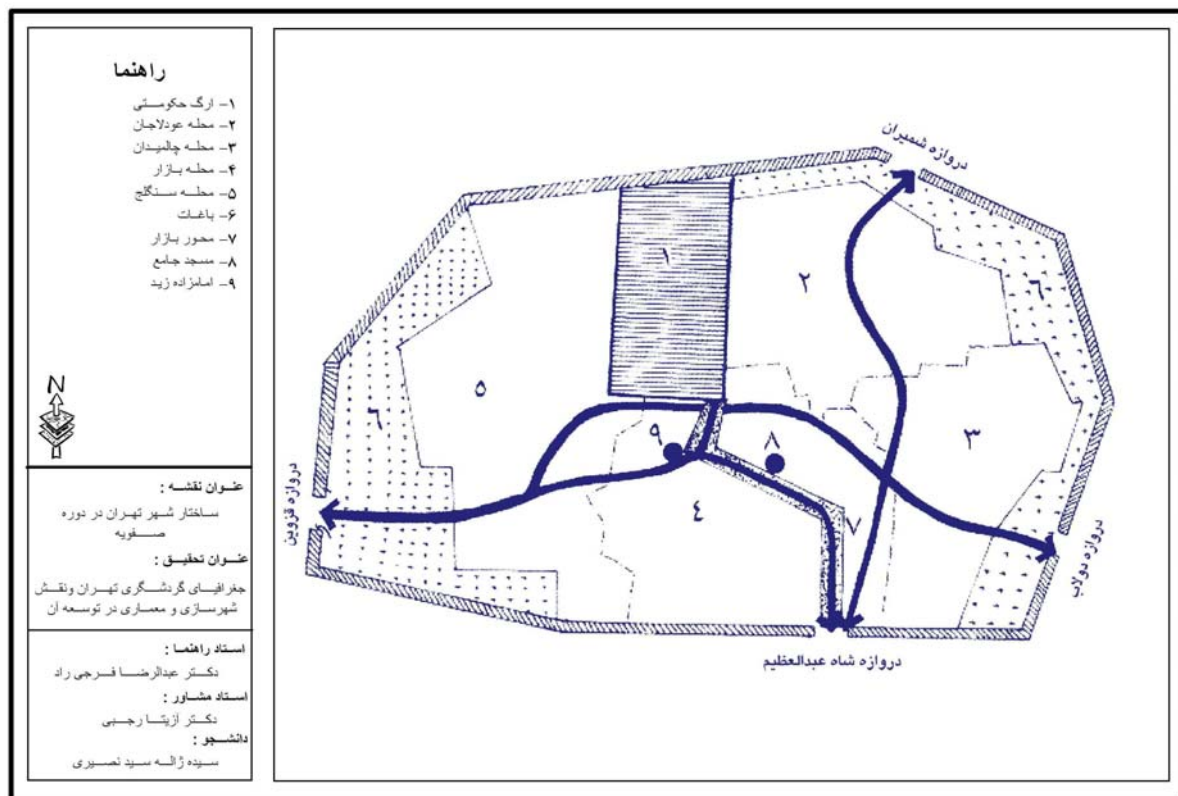 راهنما
۱- ارگ حکومتی
۲- محله عودلاجان
۳- محله چالمیدان
۴- محله بازار
۵- محله سنگلج
۶- باغات
۷- محور بازار
۸- مسجد جامع
۹- امامزاده زید
N
عنوان نقشه :
ساختار شهر تهران در دوره
صفویه
عنوان تحقیق :
جغرافیای گردشگری تهران ونقش
شهرسازی و معماری در توسعه آن
استاد راهنما :
دکتر عبدالرضا فرجی راد
استاد مشاور :
دکتر آزیتا رجبی
دانشجو :
سیده ژاله سید نصیری
دروازه شمیران
۱
۲
۶
۵
۶
۳
۹
۸
۴
۷
دروازه قزوین
دروازه دولاب
دروازه شاه عبدالعظیم